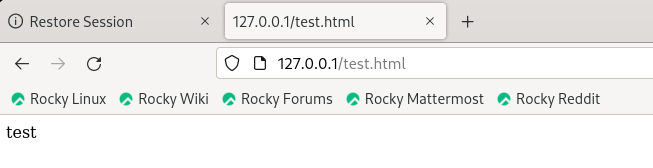 Restore Session 127.0.0.1/test.html
127.0.0.1/test.html
Rocky Linux Rocky Wiki Rocky Forums Rocky Mattermost Rocky Reddit
test